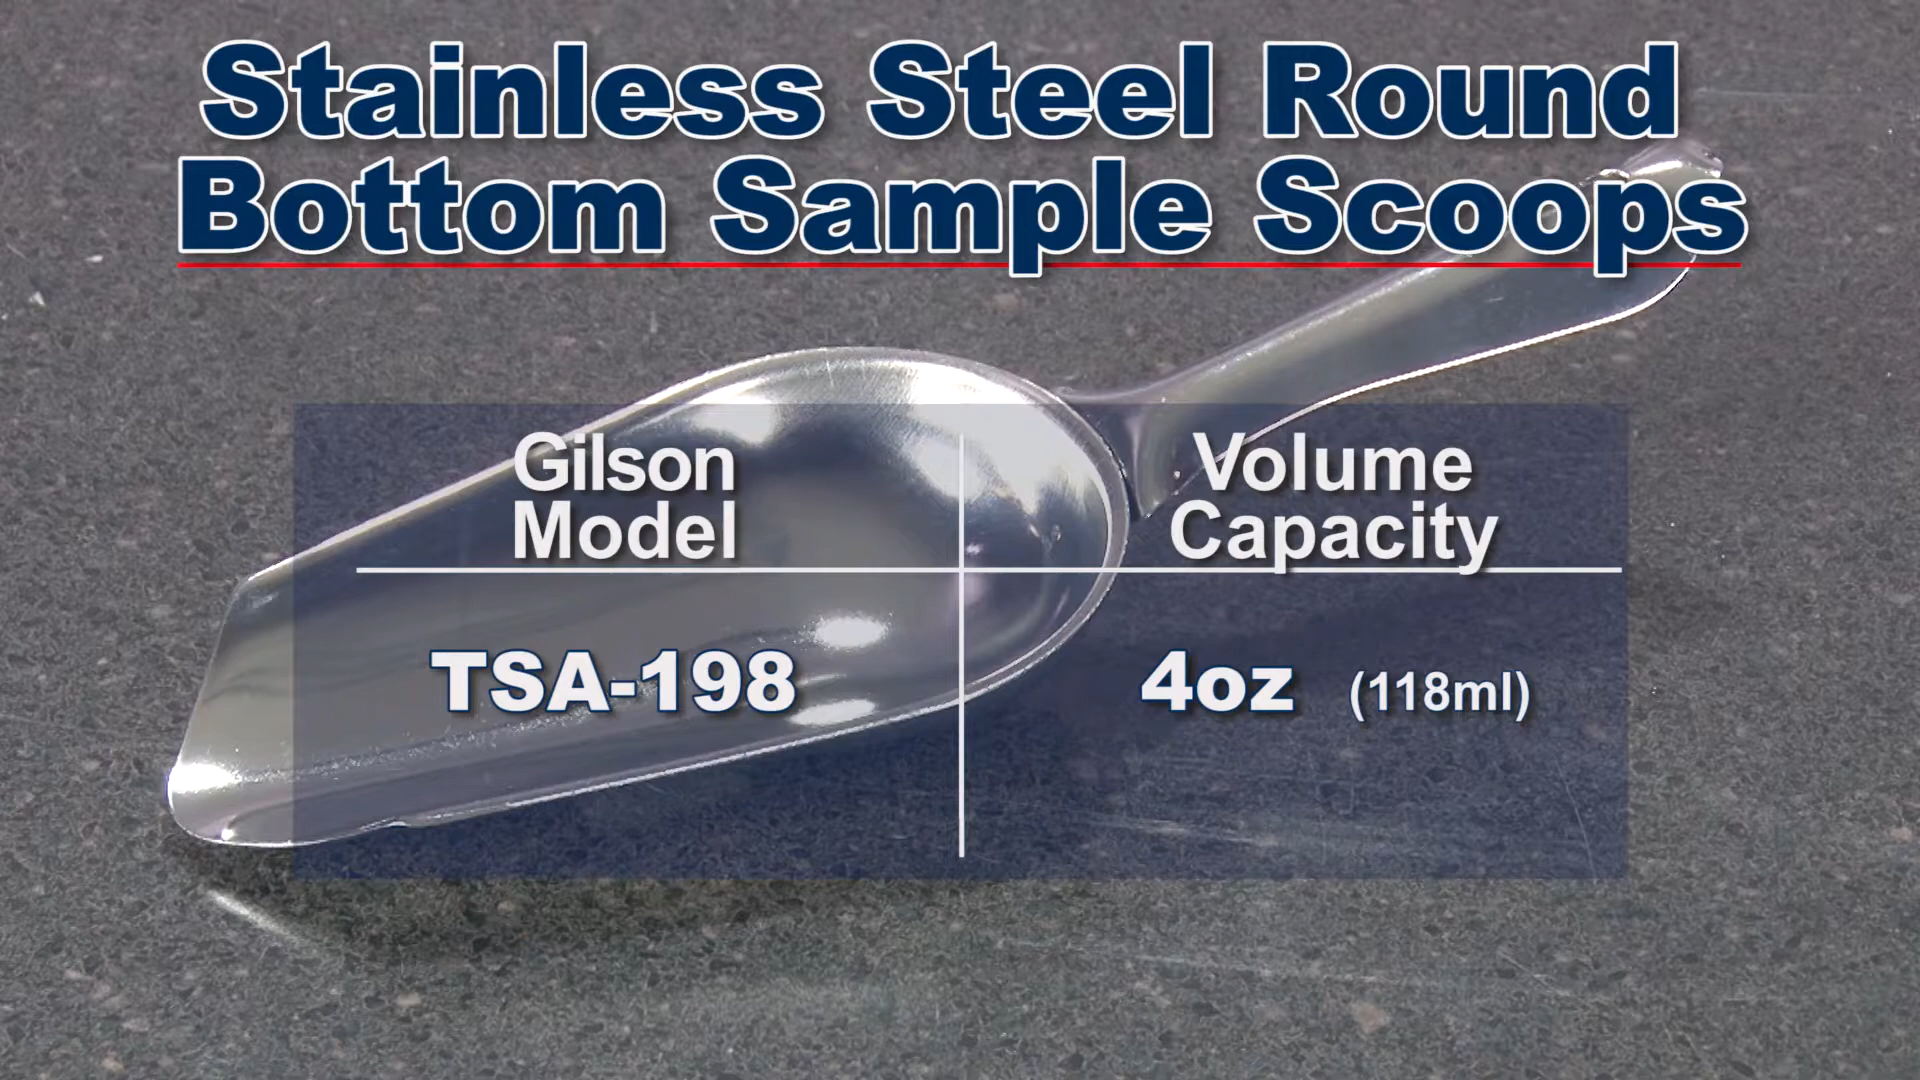 Stainless Steel Round
Bottom Sample Scoops
Gilson
Model
Volume
Capacity
TSA-198
4oz (118ml)